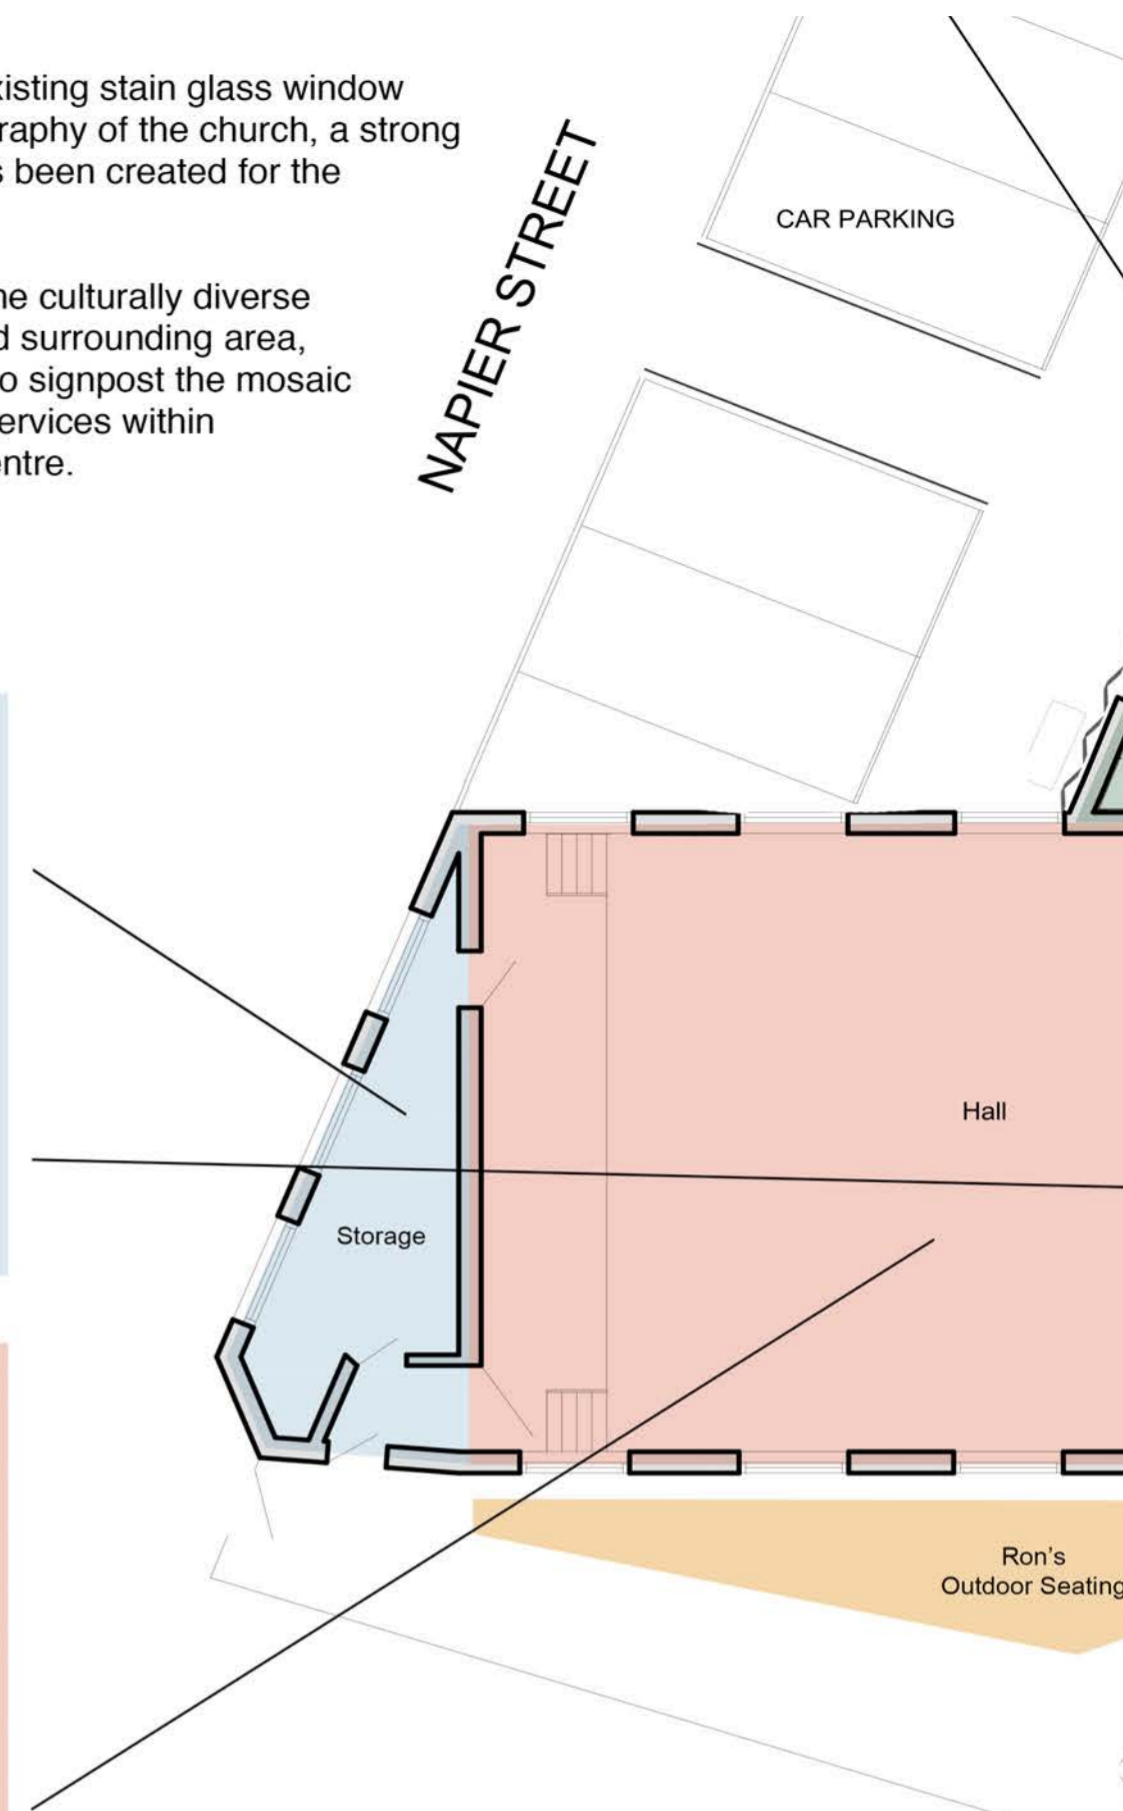 xisting stain glass window
raphy of the church, a strong
s been created for the
ne culturally diverse
d surrounding area,
o signpost the mosaic
ervices within
entre.
NAPIER STREET
CAR PARKING
Hall
Storage
Ron's
Outdoor Seating